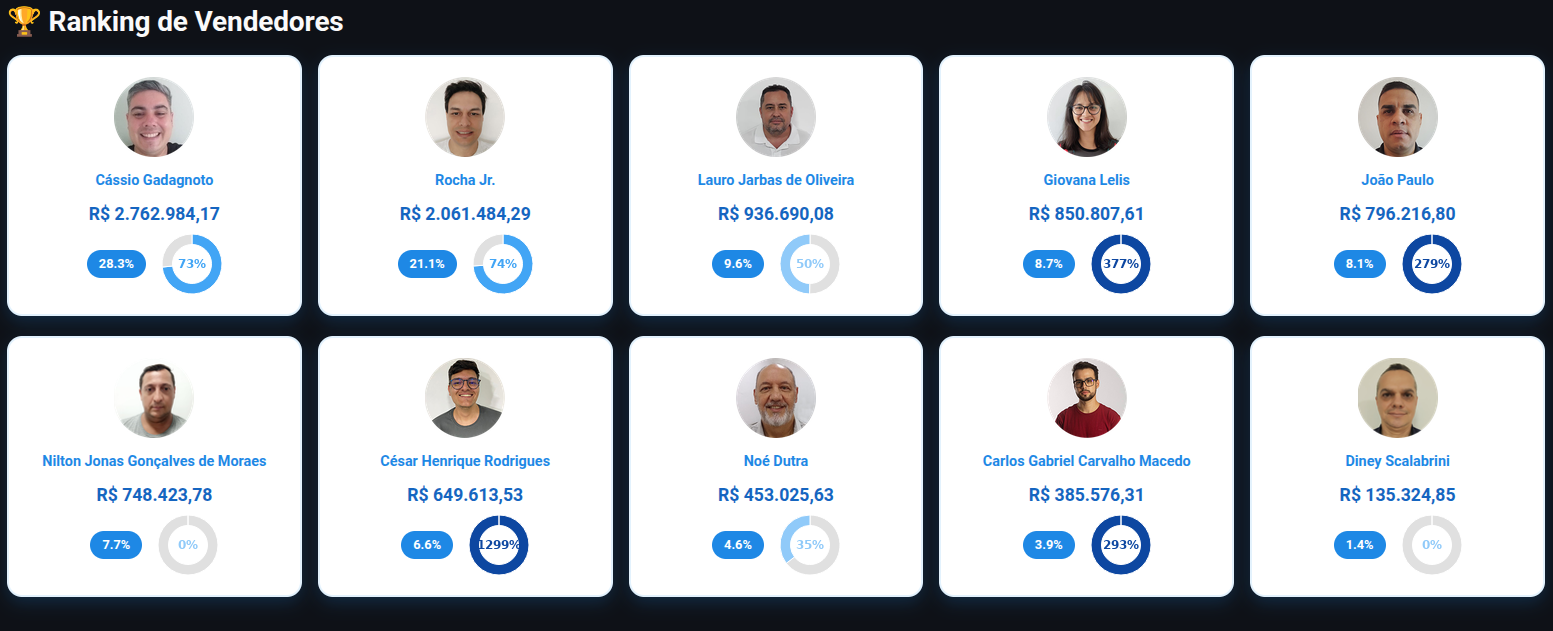 🏆 Ranking de Vendedores
Cássio Gadagnoto
R$ 2.762.984,17
28.3% 73%
Rocha Jr.
R$ 2.061.484,29
21.1% 74%
Lauro Jarbas de Oliveira
R$ 936.690,08
9.6% 50%
Giovana Lelis
R$ 850.807,61
8.7% 377%
João Paulo
R$ 796.216,80
8.1% 279%
Nilton Jonas Gonçalves de Moraes
R$ 748.423,78
7.7% 0%
César Henrique Rodrigues
R$ 649.613,53
6.6% 1299%
Noé Dutra
R$ 453.025,63
4.6% 35%
Carlos Gabriel Carvalho Macedo
R$ 385.576,31
3.9% 293%
Diney Scalabrini
R$ 135.324,85
1.4% 0%